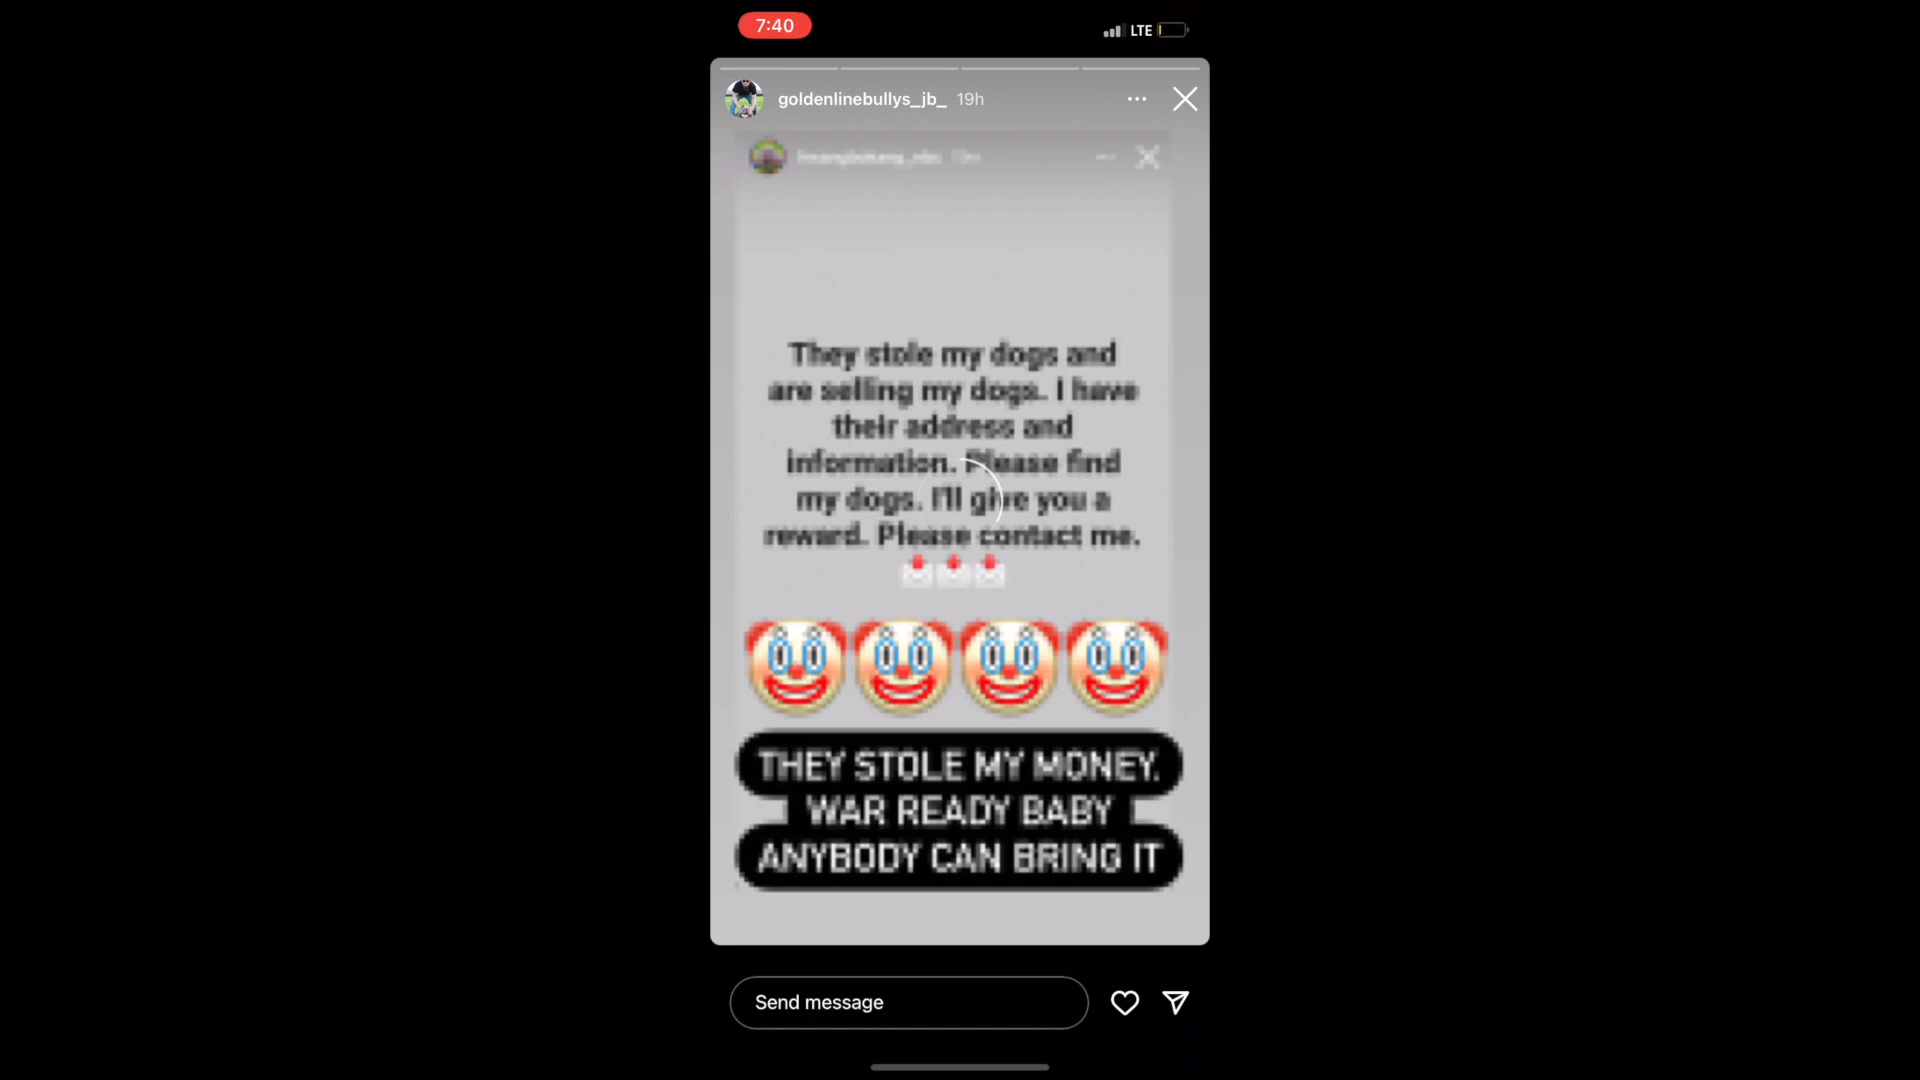 7:40
LTE
goldenlinebullys_jb_ 19h
They stole my dogs and
are selling my dogs. I have
their address and
information. Please find
my dogs. I'll give you a
reward. Please contact me.
THEY STOLE MY MONEY.
WAR READY BABY
ANYBODY CAN BRING IT
Send message